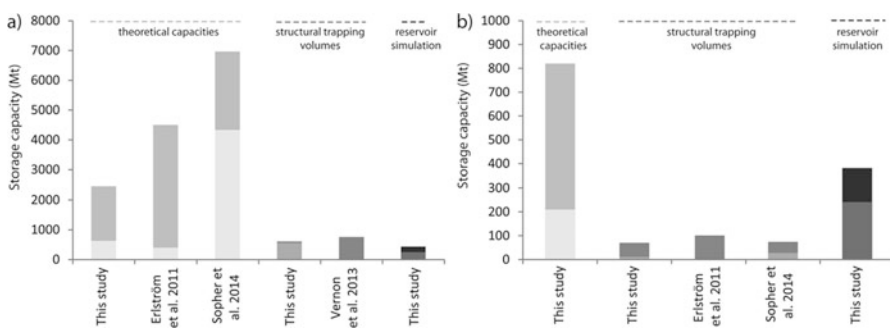 a)
theoretical capacities
structural trapping
volumes
reservoir
simulation
Storage capacity (Mt)
8000
7000
6000
5000
4000
3000
2000
1000
0
This study
Erlström
et al. 2011
Sopher et
al. 2014
This study
Vernon
et al. 2013
This study
b)
theoretical
capacities
structural trapping
volumes
reservoir
simulation
Storage capacity (Mt)
1000
900
800
700
600
500
400
300
200
100
0
This study
This study
Erlström
et al. 2011
Sopher et
al. 2014
This study